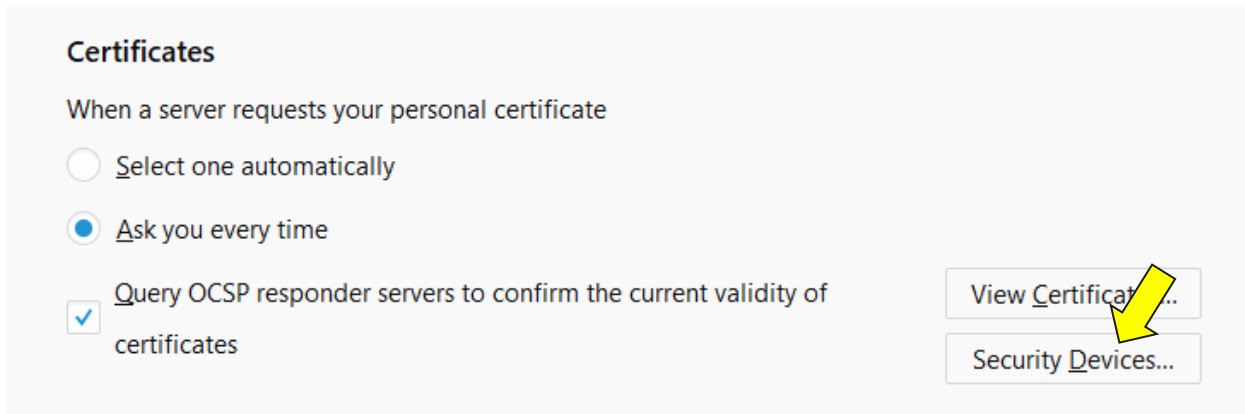 Certificates
When a server requests your personal certificate
Select one automatically
Ask you every time
Query OCSP responder servers to confirm the current validity of
certificates
View ...
Security Devices...